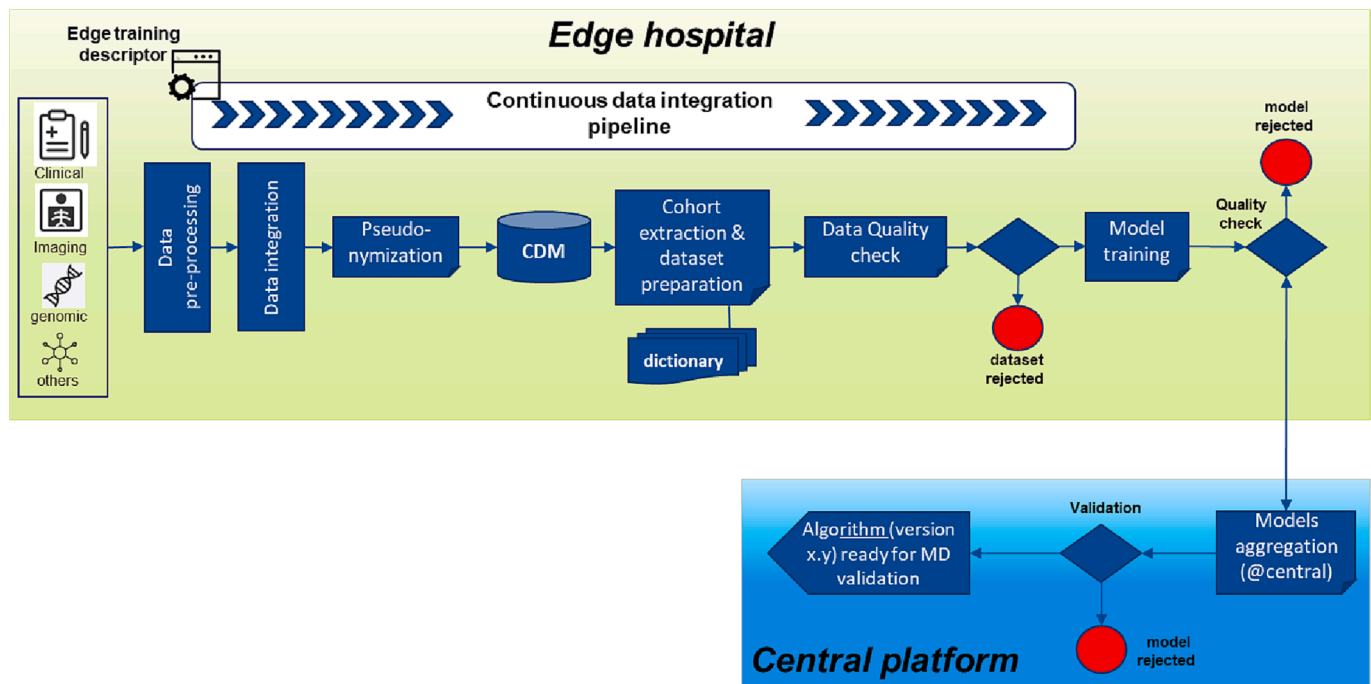 Edge hospital
Edge training
descriptor
Continuous data integration
pipeline
model
rejected
Clinical
Imaging
genomic
others
Data
pre-processing
Data integration
Pseudo-
nymization
CDM
Cohort
extraction &
dataset
preparation
dictionary
Data Quality
check
dataset
rejected
Model
training
Quality
check
Models
aggregation
(@central)
Validation
Algorithm (version
x.y) ready for MD
validation
model
rejected
Central platform